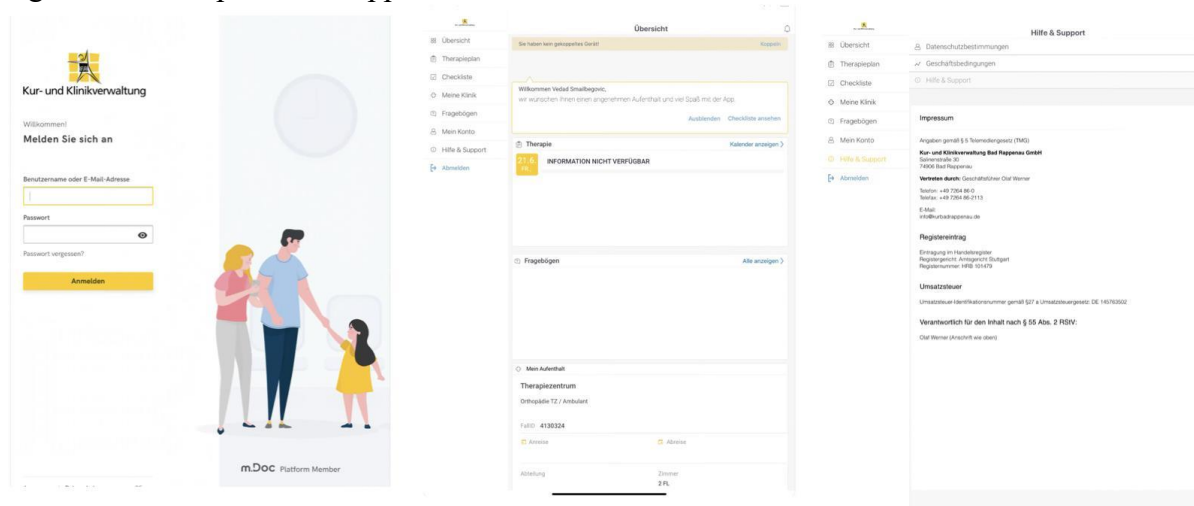 Kur- und Klinikverwaltung
Willkommen!
Melden Sie sich an
Benutzername oder E-Mail-Adresse
Passwort
Passwort vergessen?
Anmelden
m.Doc Platform Member
Übersicht
Übersicht
Therapieplan
Checkliste
Meine Klinik
Fragebögen
Mein Konto
Hilfe & Support
Abmelden
Sie haben kein gekoppeltes Gerät!
Koppeln
Willkommen Vedad Smailbegovic,
wir wünschen Ihnen einen angenehmen Aufenthalt und viel Spaß mit der App.
Ausblenden Checkliste ansehen
Therapie
Kalender anzeigen >
21.6.
FR.
INFORMATION NICHT VERFÜGBAR
Fragebögen
Alle anzeigen >
Mein Aufenthalt
Therapiezentrum
Orthopädie TZ / Ambulant
FallID 4130324
Anreise
Abreise
Abteilung
Zimmer
2 FL
Hilfe & Support
Übersicht
Therapieplan
Checkliste
Meine Klinik
Fragebögen
Mein Konto
Hilfe & Support
Abmelden
Datenschutzbestimmungen
Geschäftsbedingungen
Hilfe & Support
Impressum
Angaben gemäß § 5 Telemediengesetz (TMG)
Kur- und Klinikverwaltung Bad Rappenau GmbH
Salinenstraße 30
74906 Bad Rappenau
Vertreten durch: Geschäftsführer Olaf Werner
Telefon: +49 7264 86-0
Telefax: +49 7264 86-2113
E-Mail:
info@kurbadrappenau.de
Registereintrag
Eintragung im Handelsregister
Registergericht: Amtsgericht Stuttgart
Registernummer: HRB 101479
Umsatzsteuer
Umsatzsteuer-Identifikationsnummer gemäß §27 a Umsatzsteuergesetz: DE 145763502
Verantwortlich für den Inhalt nach § 55 Abs. 2 RStV:
Olaf Werner (Anschrift wie oben)